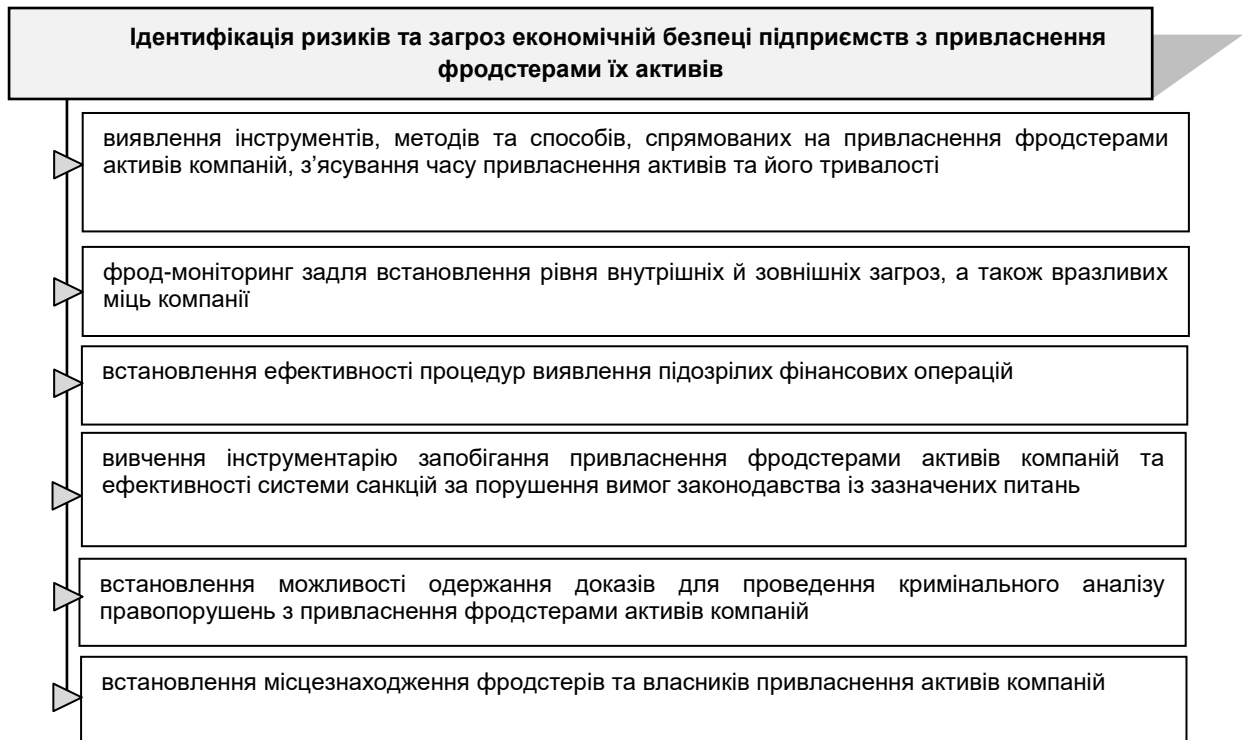 Ідентифікація ризиків та загроз економічній безпеці підприємств з привласнення
фродстерами їх активів
виявлення інструментів, методів та способів, спрямованих на привласнення фродстерами
активів компаній, з’ясування часу привласнення активів та його тривалості
фрод-моніторинг задля встановлення рівня внутрішніх й зовнішніх загроз, а також вразливих
міць компанії
встановлення ефективності процедур виявлення підозрілих фінансових операцій
вивчення інструментарію запобігання привласнення фродстерами активів компаній та
ефективності системи санкцій за порушення вимог законодавства із зазначених питань
встановлення можливості одержання доказів для проведення кримінального аналізу
правопорушень з привласнення фродстерами активів компаній
встановлення місцезнаходження фродстерів та власників привласнення активів компаній